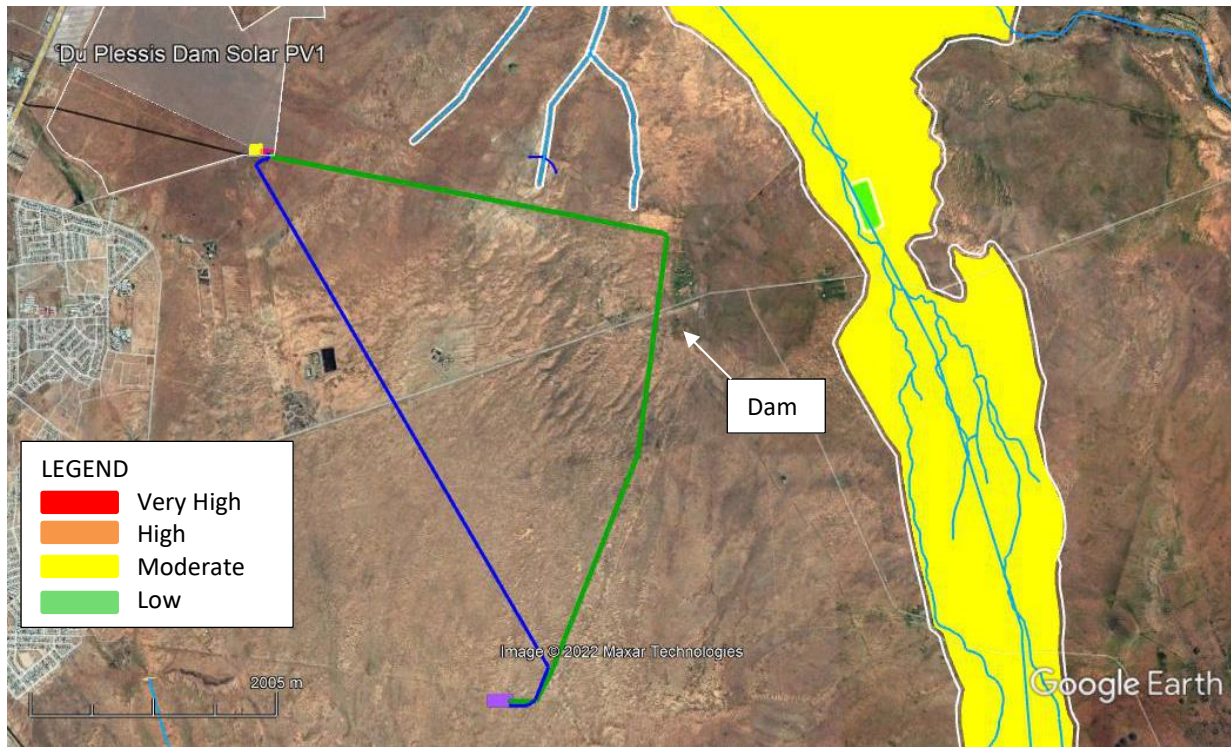 Du Plessis Dam Solar PV1
Dam
LEGEND
Very High
High
Moderate
Low
Image © 2022 Maxar Technologies
2005 m
Google Earth